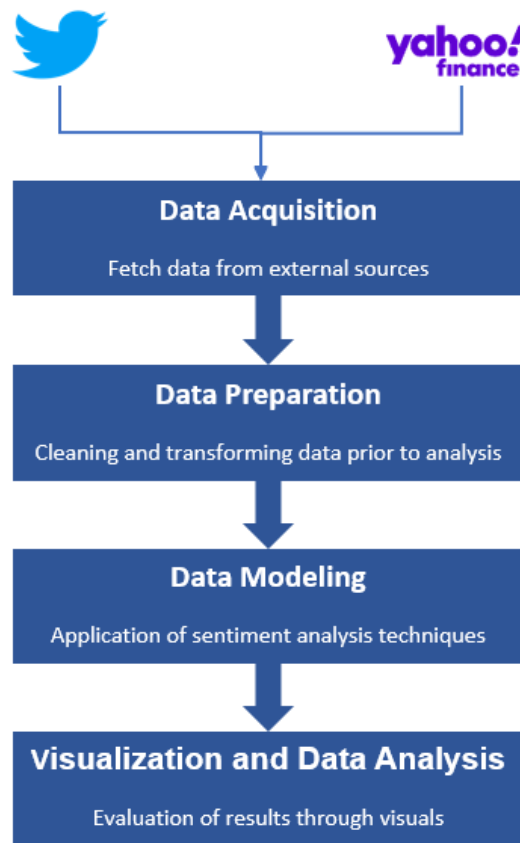 yahoo!
finance
Data Acquisition
Fetch data from external sources
Data Preparation
Cleaning and transforming data prior to analysis
Data Modeling
Application of sentiment analysis techniques
Visualization and Data Analysis
Evaluation of results through visuals